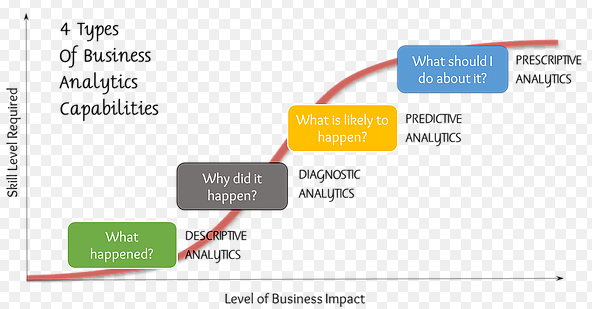 4 Types
Of Business
Analytics
Capabilities
What should I
do about it?
PRESCRIPTIVE
ANALYTICS
What is likely to
happen?
PREDICTIVE
ANALYTICS
Why did it
happen?
DIAGNOSTIC
ANALYTICS
What
happened?
DESCRIPTIVE
ANALYTICS
Skill Level Required
Level of Business Impact